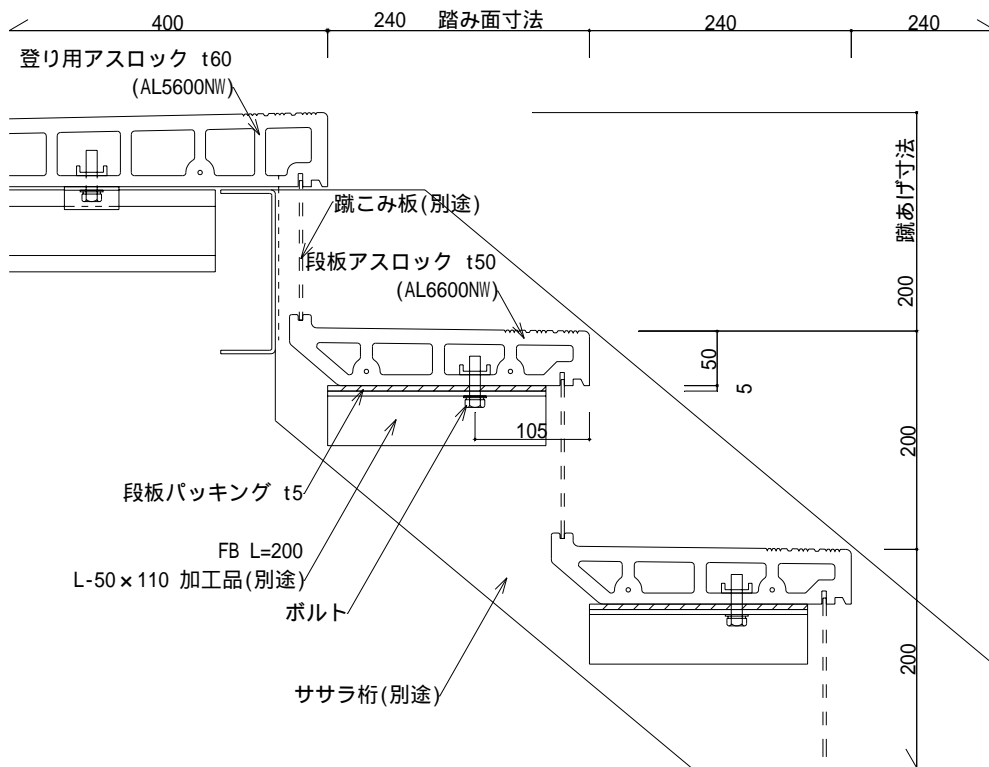 400
240
踏み面寸法
240
240
登り用アスロック t60
(AL5600NW)
蹴あげ寸法
蹴こみ板(別途)
段板アスロック t50
(AL6600NW)
200
50
5
105
200
段板パッキング t5
FB L=200
L-50×110 加工品(別途)
ボルト
200
ササラ桁(別途)